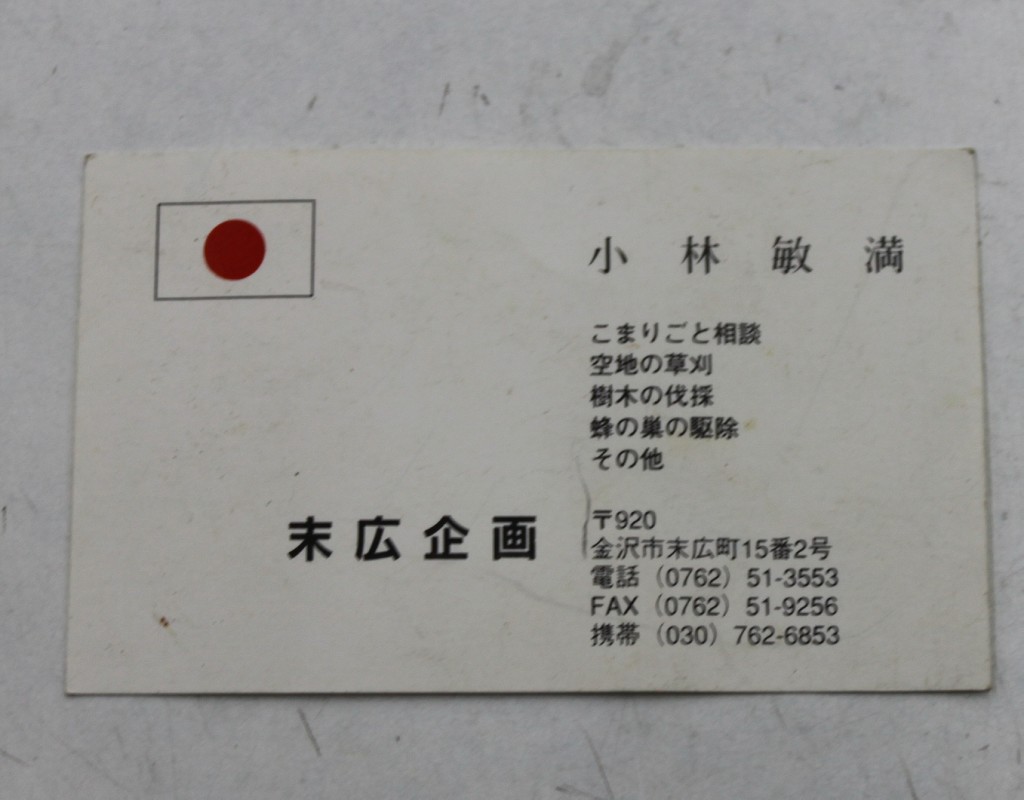 小林敏満
こまりごと相談
空地の草刈
樹木の伐採
蜂の巣の駆除
その他
末広企画
〒920
金沢市末広町15番2号
電話（0762）51-3553
FAX（0762）51-9256
携帯（030）762-6853